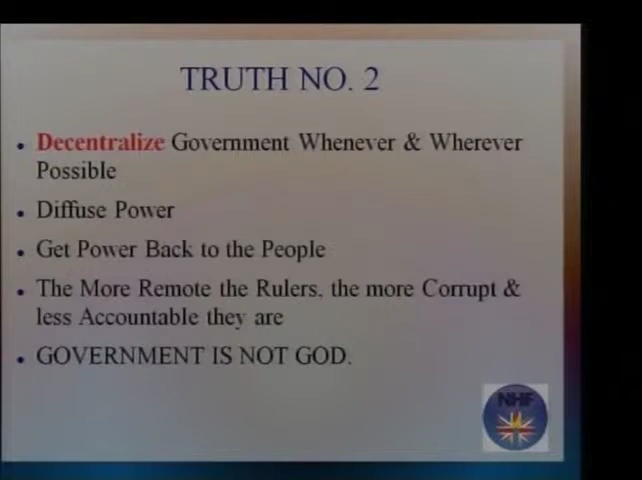 TRUTH NO. 2
• Decentralize Government Whenever & Wherever
Possible
• Diffuse Power
• Get Power Back to the People
• The More Remote the Rulers, the more Corrupt &
less Accountable they are
• GOVERNMENT IS NOT GOD.
NHF